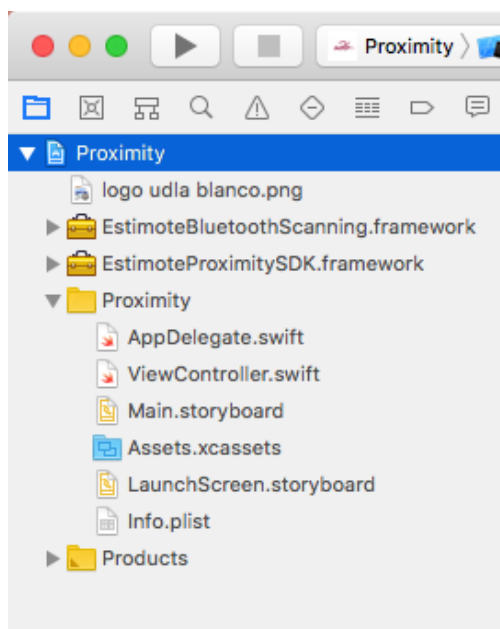 Proximity
Proximity
logo udla blanco.png
EstimoteBluetoothScanning.framework
EstimoteProximitySDK.framework
Proximity
AppDelegate.swift
ViewController.swift
Main.storyboard
Assets.xcassets
LaunchScreen.storyboard
Info.plist
Products